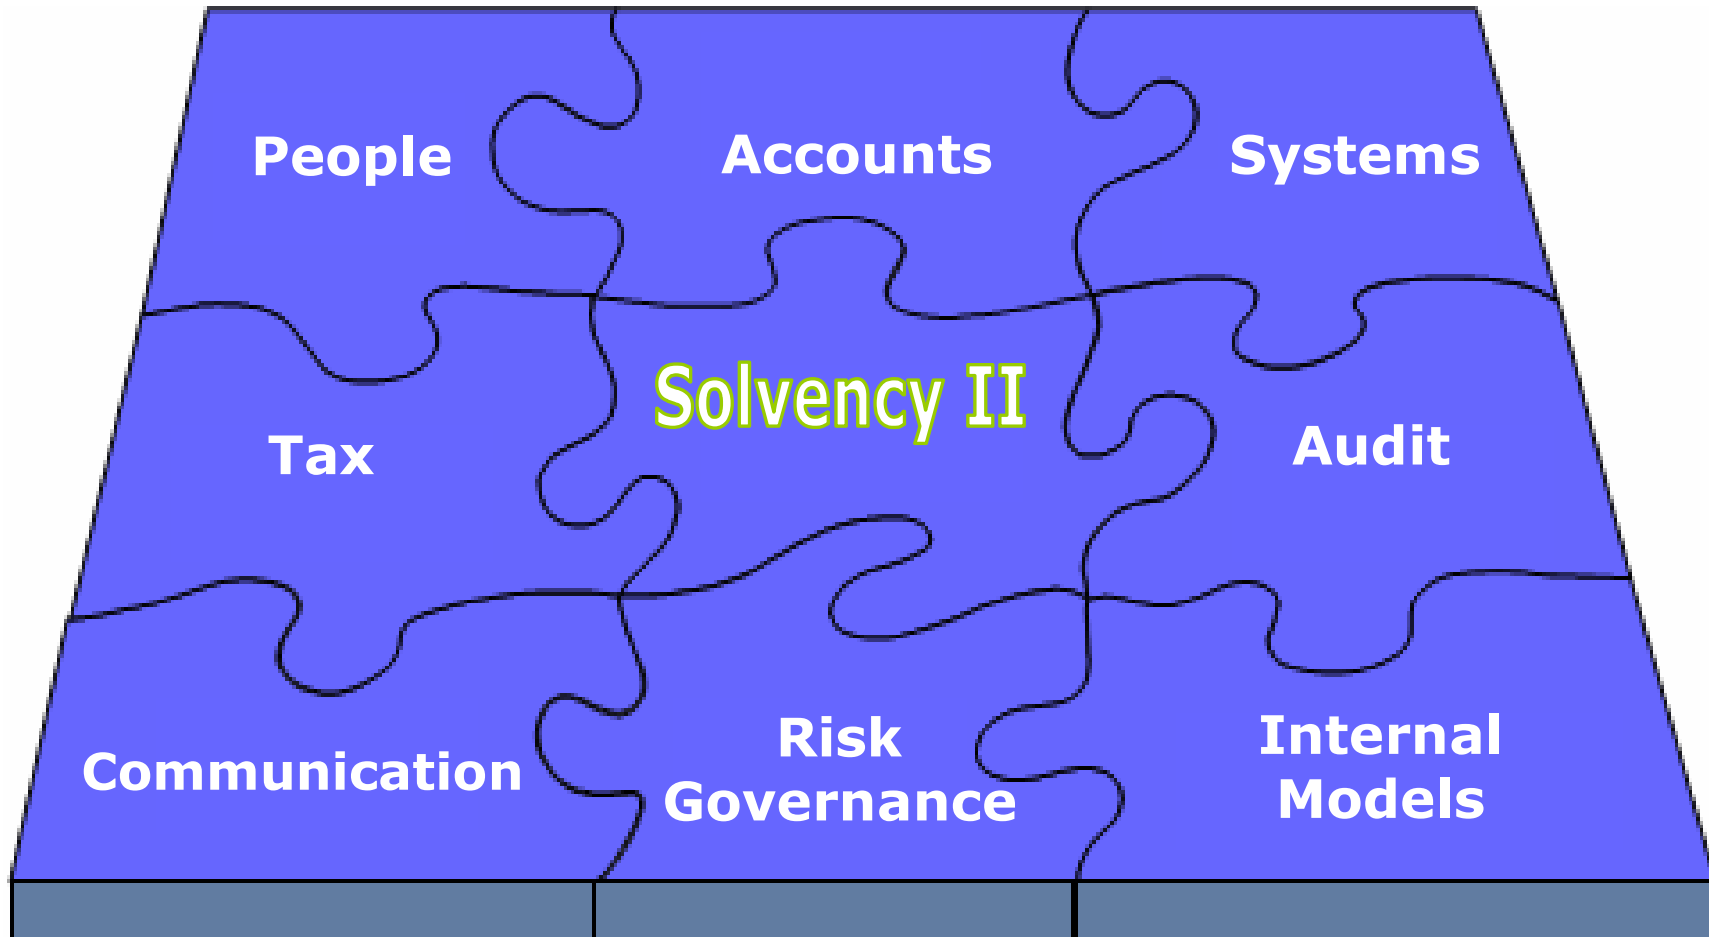 People
Accounts
Systems
Solvency II
Tax
Audit
Communication
Risk
Governance
Internal
Models